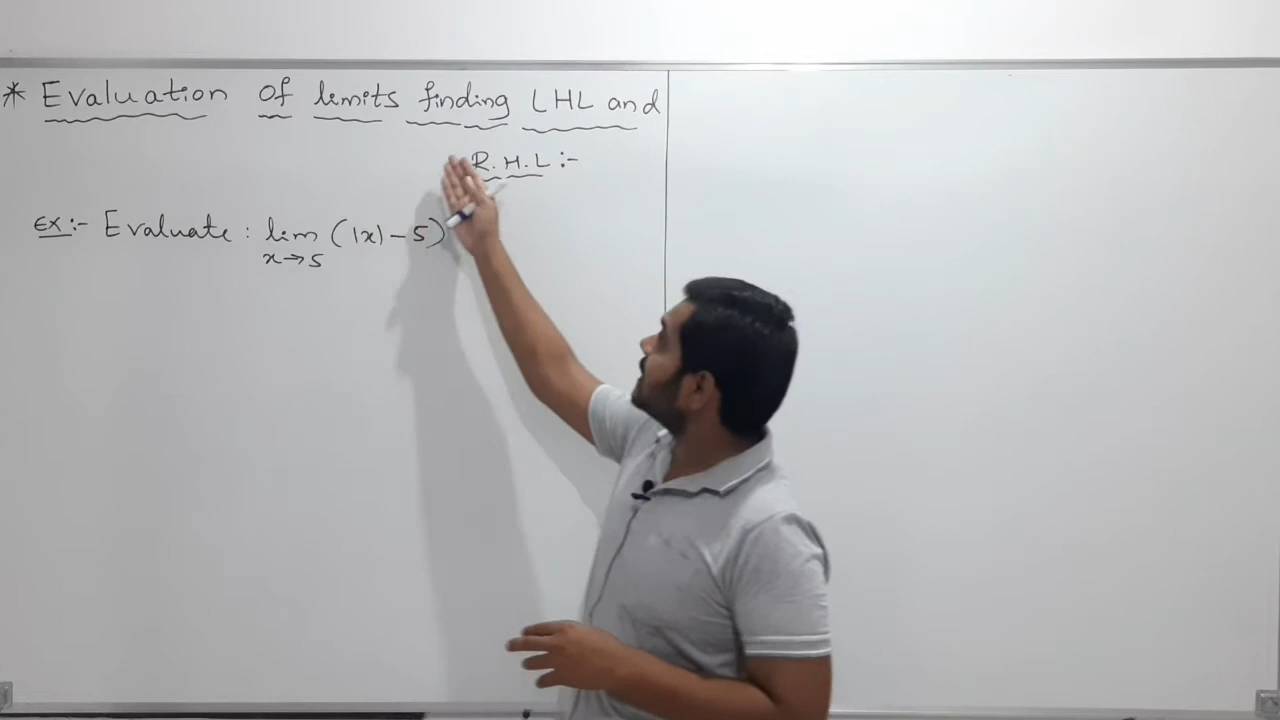 * Evaluation of limits finding LHL and
R.H.L :-
Ex:- Evaluate : lim (|x| - 5)
x→5